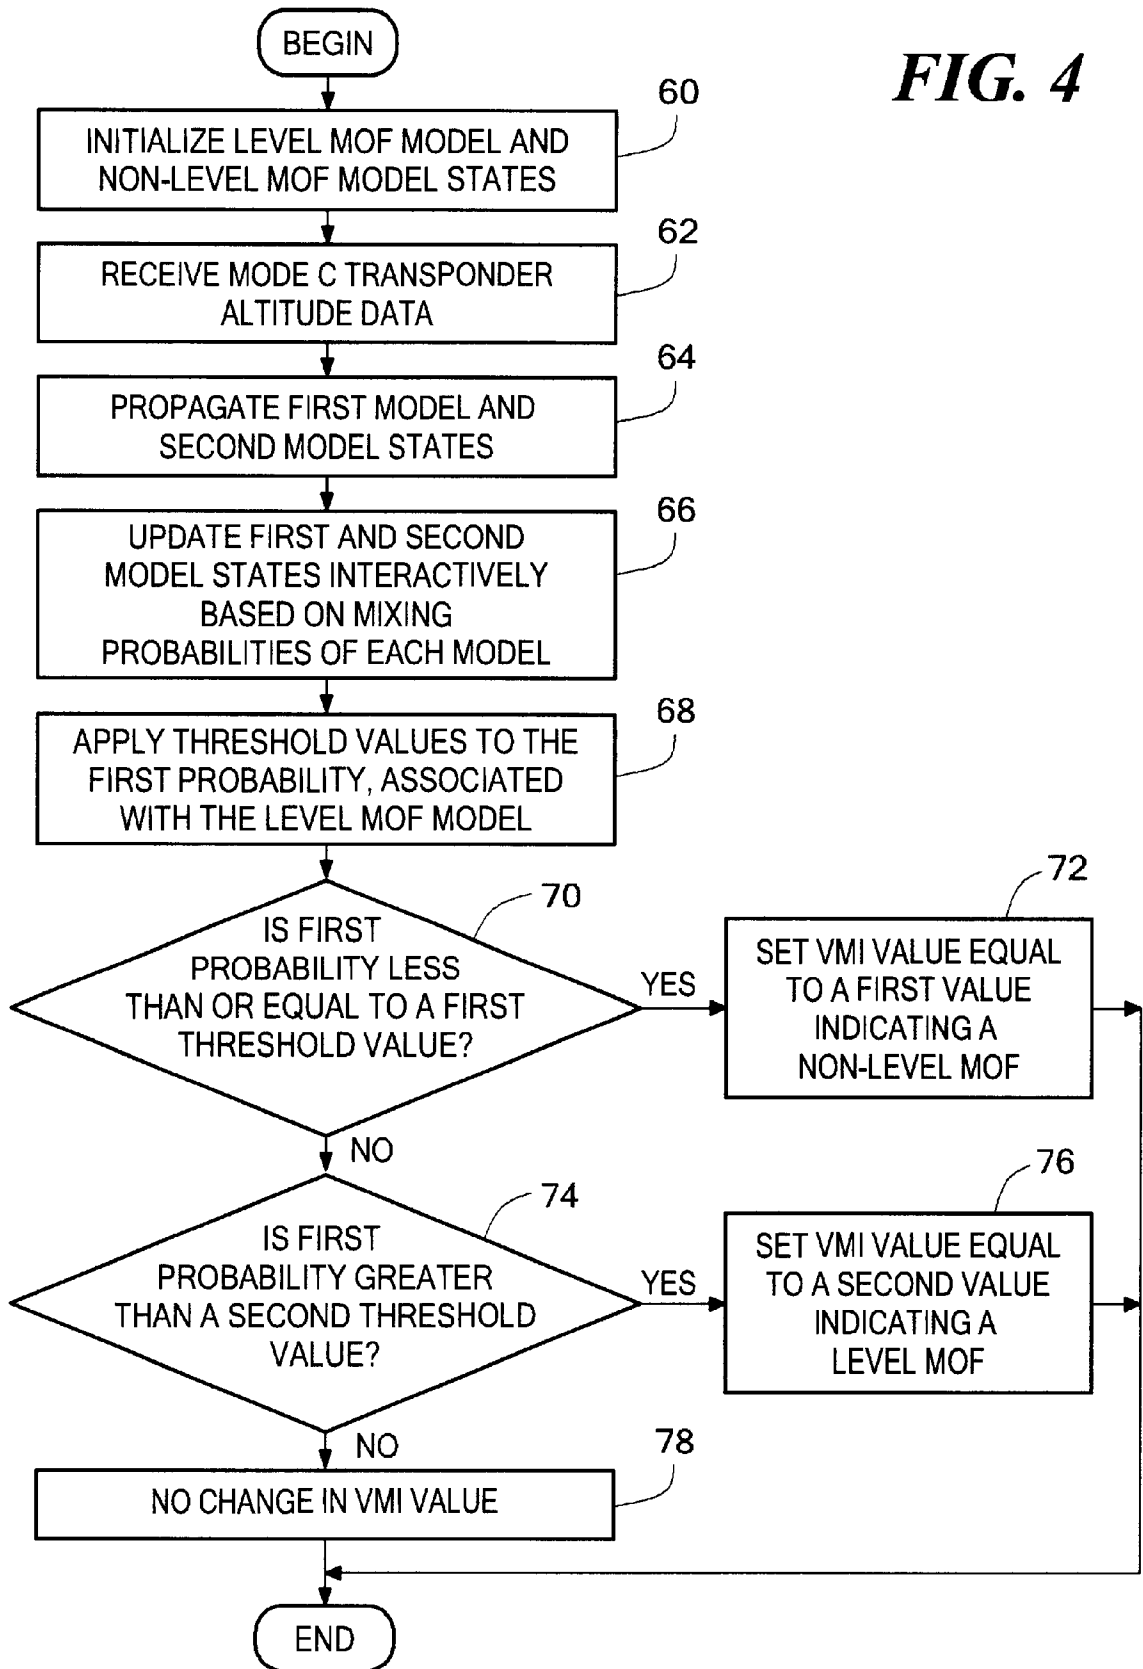 BEGIN
FIG. 4
60
INITIALIZE LEVEL MOF MODEL AND
NON-LEVEL MOF MODEL STATES
62
RECEIVE MODE C TRANSPONDER
ALTITUDE DATA
64
PROPAGATE FIRST MODEL AND
SECOND MODEL STATES
66
UPDATE FIRST AND SECOND
MODEL STATES INTERACTIVELY
BASED ON MIXING
PROBABILITIES OF EACH MODEL
68
APPLY THRESHOLD VALUES TO THE
FIRST PROBABILITY, ASSOCIATED
WITH THE LEVEL MOF MODEL
70
IS FIRST
PROBABILITY LESS
THAN OR EQUAL TO A FIRST
THRESHOLD VALUE?
YES
72
SET VMI VALUE EQUAL
TO A FIRST VALUE
INDICATING A
NON-LEVEL MOF
NO
74
IS FIRST
PROBABILITY GREATER
THAN A SECOND THRESHOLD
VALUE?
YES
76
SET VMI VALUE EQUAL
TO A SECOND VALUE
INDICATING A
LEVEL MOF
NO
78
NO CHANGE IN VMI VALUE
END